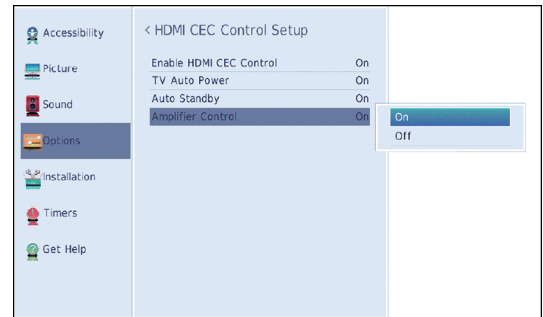 Accessibility
Picture
Sound
Options
Installation
Timers
Get Help
< HDMI CEC Control Setup
Enable HDMI CEC Control On
TV Auto Power On
Auto Standby On
Amplifier Control On
On
Off